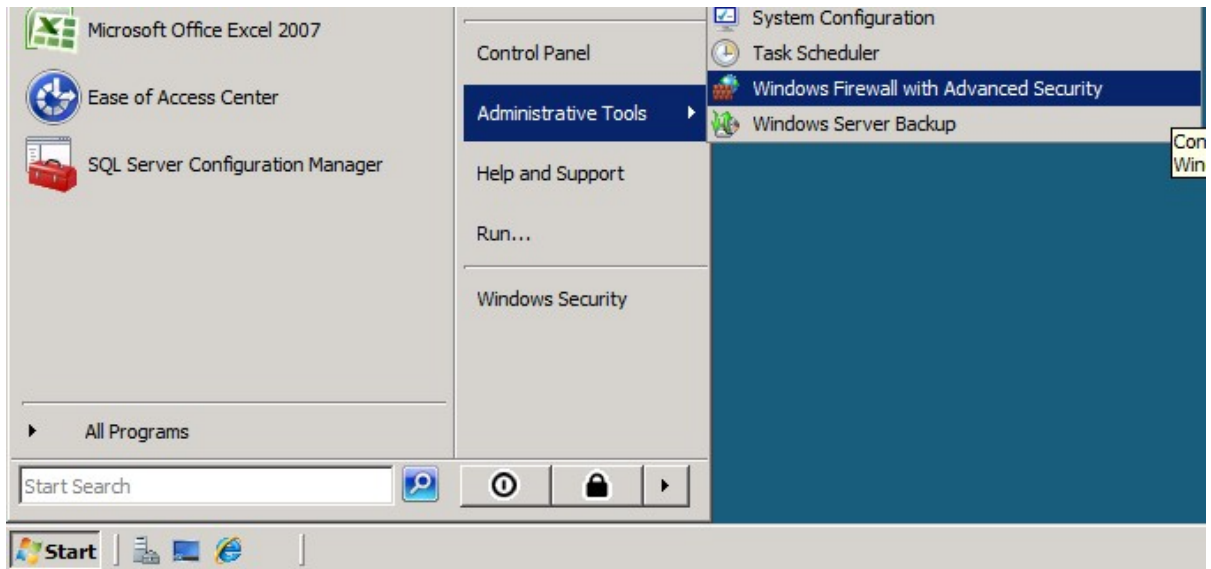 Microsoft Office Excel 2007
Ease of Access Center
SQL Server Configuration Manager
All Programs
Start Search
Control Panel
Administrative Tools
Help and Support
Run...
Windows Security
System Configuration
Task Scheduler
Windows Firewall with Advanced Security
Windows Server Backup
Con
Win
Start